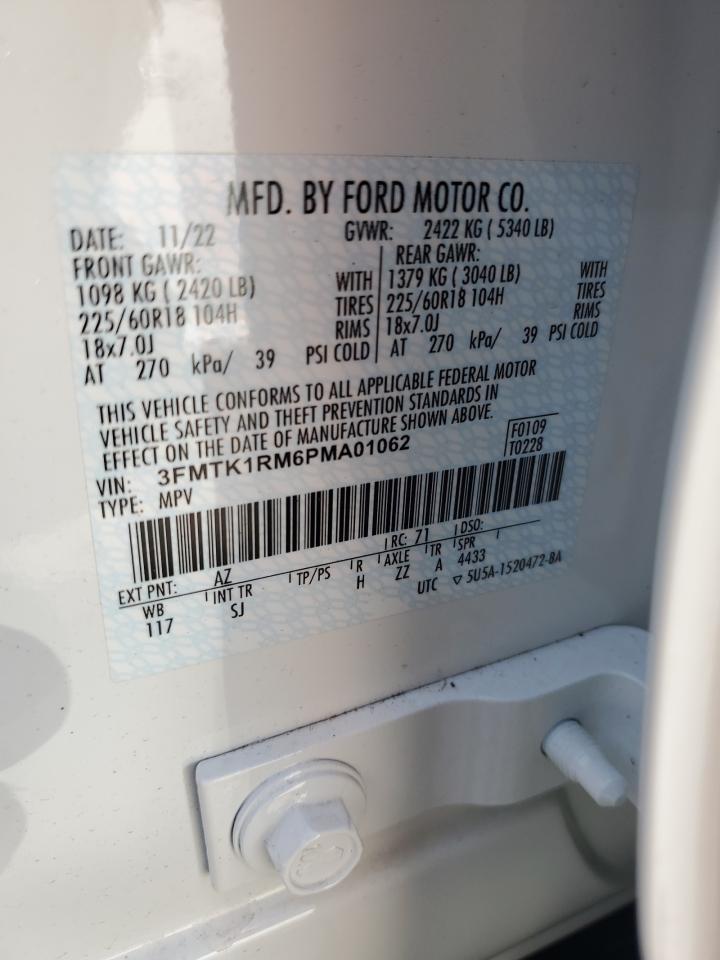 MFD. BY FORD MOTOR CO.
DATE: 11/22 GVWR: 2422 KG ( 5340 LB)
FRONT GAWR: REAR GAWR:
1098 KG ( 2420 LB) WITH 1379 KG ( 3040 LB) WITH
225/60R18 104H TIRES 225/60R18 104H TIRES
18x7.0J RIMS 18x7.0J RIMS
AT 270 kPa/ 39 PSI COLD AT 270 kPa/ 39 PSI COLD
THIS VEHICLE CONFORMS TO ALL APPLICABLE FEDERAL MOTOR
VEHICLE SAFETY AND THEFT PREVENTION STANDARDS IN
EFFECT ON THE DATE OF MANUFACTURE SHOWN ABOVE.
F0109
VIN: 3FMTK1RM6PMA01062 T0228
TYPE: MPV
EXT PNT: AZ RC: 71 DSO:
WB INT TR TP/PS R AXLE TR SPR
117 SJ H ZZ A 4433
UTC ▽ 5U5A-1520472-BA